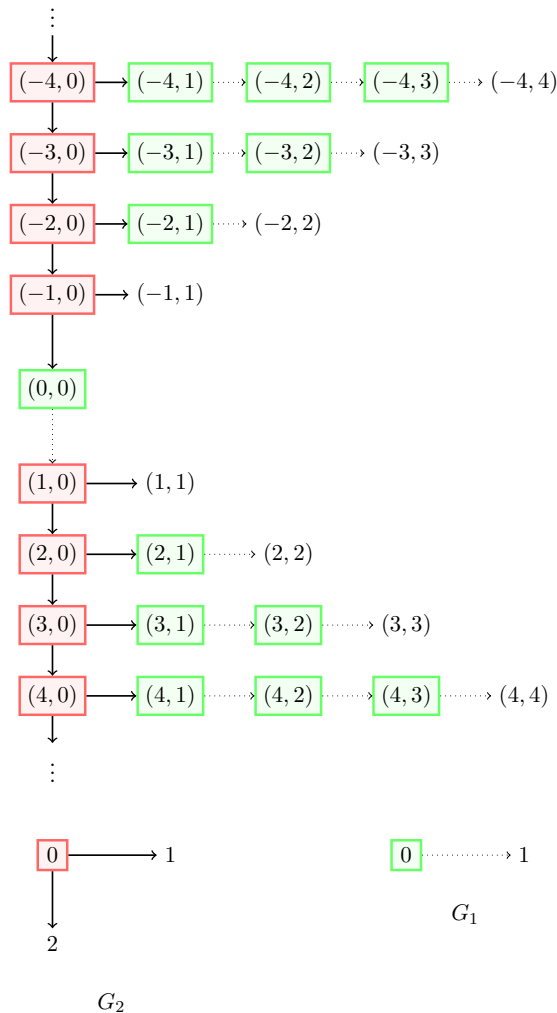 ⋮
(−4, 0) (−4, 1) (−4, 2) (−4, 3) (−4, 4)
(−3, 0) (−3, 1) (−3, 2) (−3, 3)
(−2, 0) (−2, 1) (−2, 2)
(−1, 0) (−1, 1)
(0, 0)
(1, 0) (1, 1)
(2, 0) (2, 1) (2, 2)
(3, 0) (3, 1) (3, 2) (3, 3)
(4, 0) (4, 1) (4, 2) (4, 3) (4, 4)
⋮
0 1 0 1
G₁
2
G₂